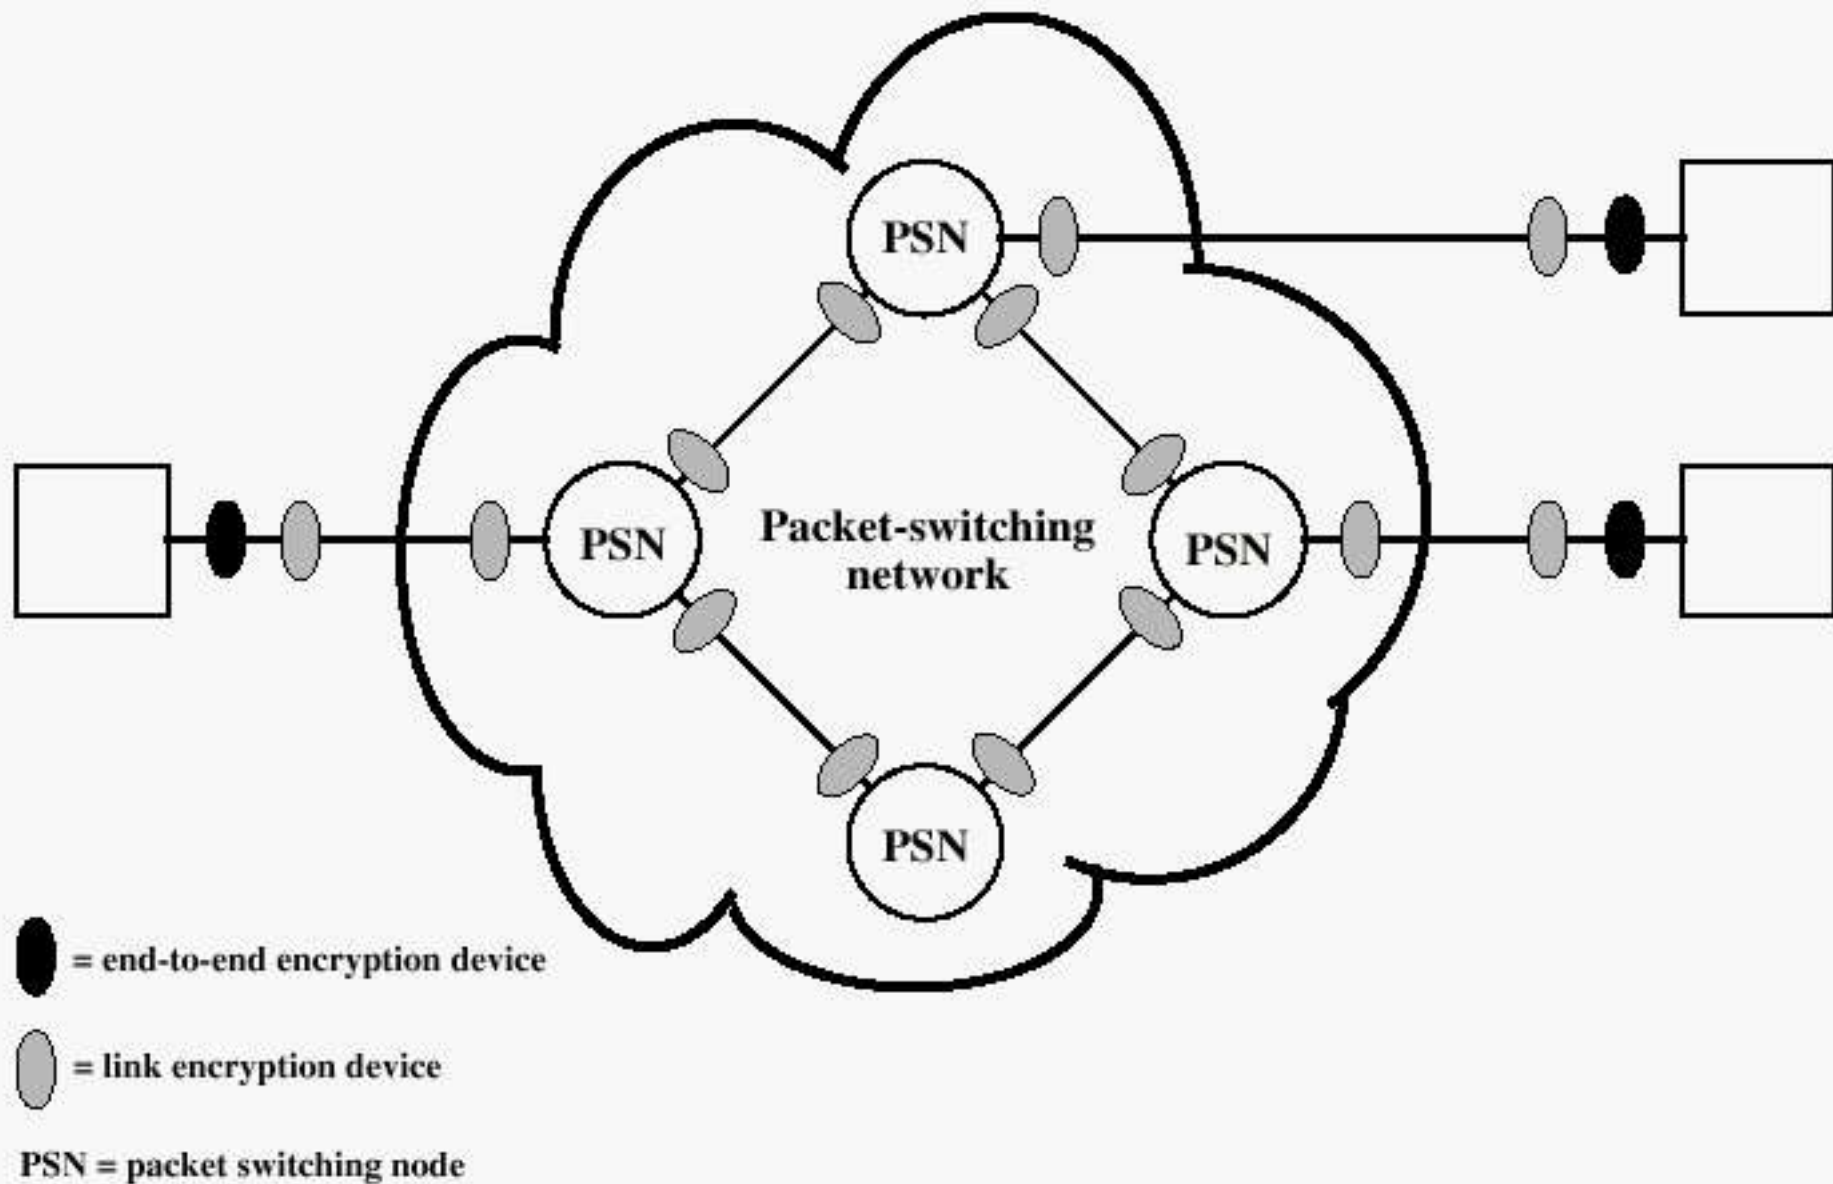 PSN
PSN
Packet-switching
network
PSN
PSN
= end-to-end encryption device
= link encryption device
PSN = packet switching node